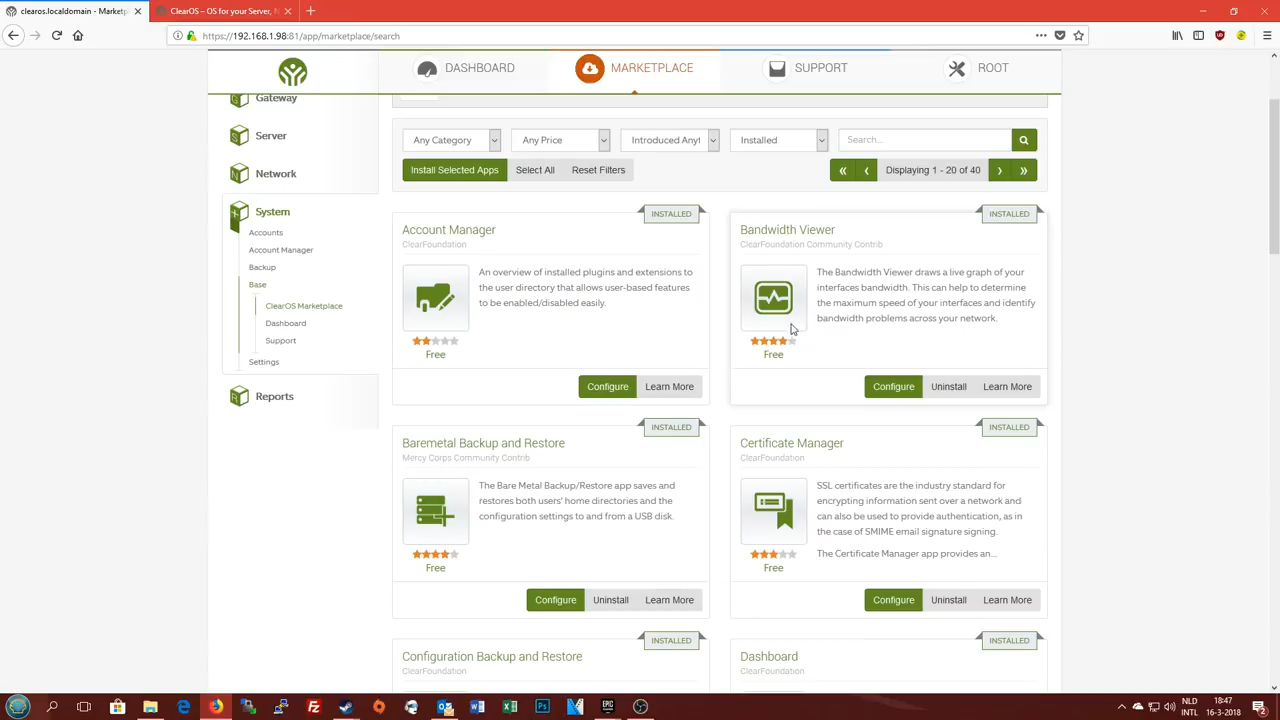 clearos.localdomain - Marketpl
ClearOS – OS for your Server, N
https://192.168.1.98:81/app/marketplace/search
DASHBOARD
MARKETPLACE
SUPPORT
ROOT
Gateway
Server
Network
System
Accounts
Account Manager
Backup
Base
ClearOS Marketplace
Dashboard
Support
Settings
Reports
Any Category
Any Price
Introduced Anyt
Installed
Search...
Install Selected Apps
Select All
Reset Filters
«
‹
Displaying 1 - 20 of 40
›
»
INSTALLED
Account Manager
ClearFoundation
An overview of installed plugins and extensions to
the user directory that allows user-based features
to be enabled/disabled easily.
Free
Configure
Learn More
INSTALLED
Bandwidth Viewer
ClearFoundation Community Contrib
The Bandwidth Viewer draws a live graph of your
interfaces bandwidth. This can help to determine
the maximum speed of your interfaces and identify
bandwidth problems across your network.
Free
Configure
Uninstall
Learn More
INSTALLED
Baremetal Backup and Restore
Mercy Corps Community Contrib
The Bare Metal Backup/Restore app saves and
restores both users' home directories and the
configuration settings to and from a USB disk.
Free
Configure
Uninstall
Learn More
INSTALLED
Certificate Manager
ClearFoundation
SSL certificates are the industry standard for
encrypting information sent over a network and
can also be used to provide authentication, as in
the case of SMIME email signature signing.
The Certificate Manager app provides an...
Free
Configure
Uninstall
Learn More
INSTALLED
Configuration Backup and Restore
ClearFoundation
INSTALLED
Dashboard
ClearFoundation
NLD
INTL
18:47
16-3-2018